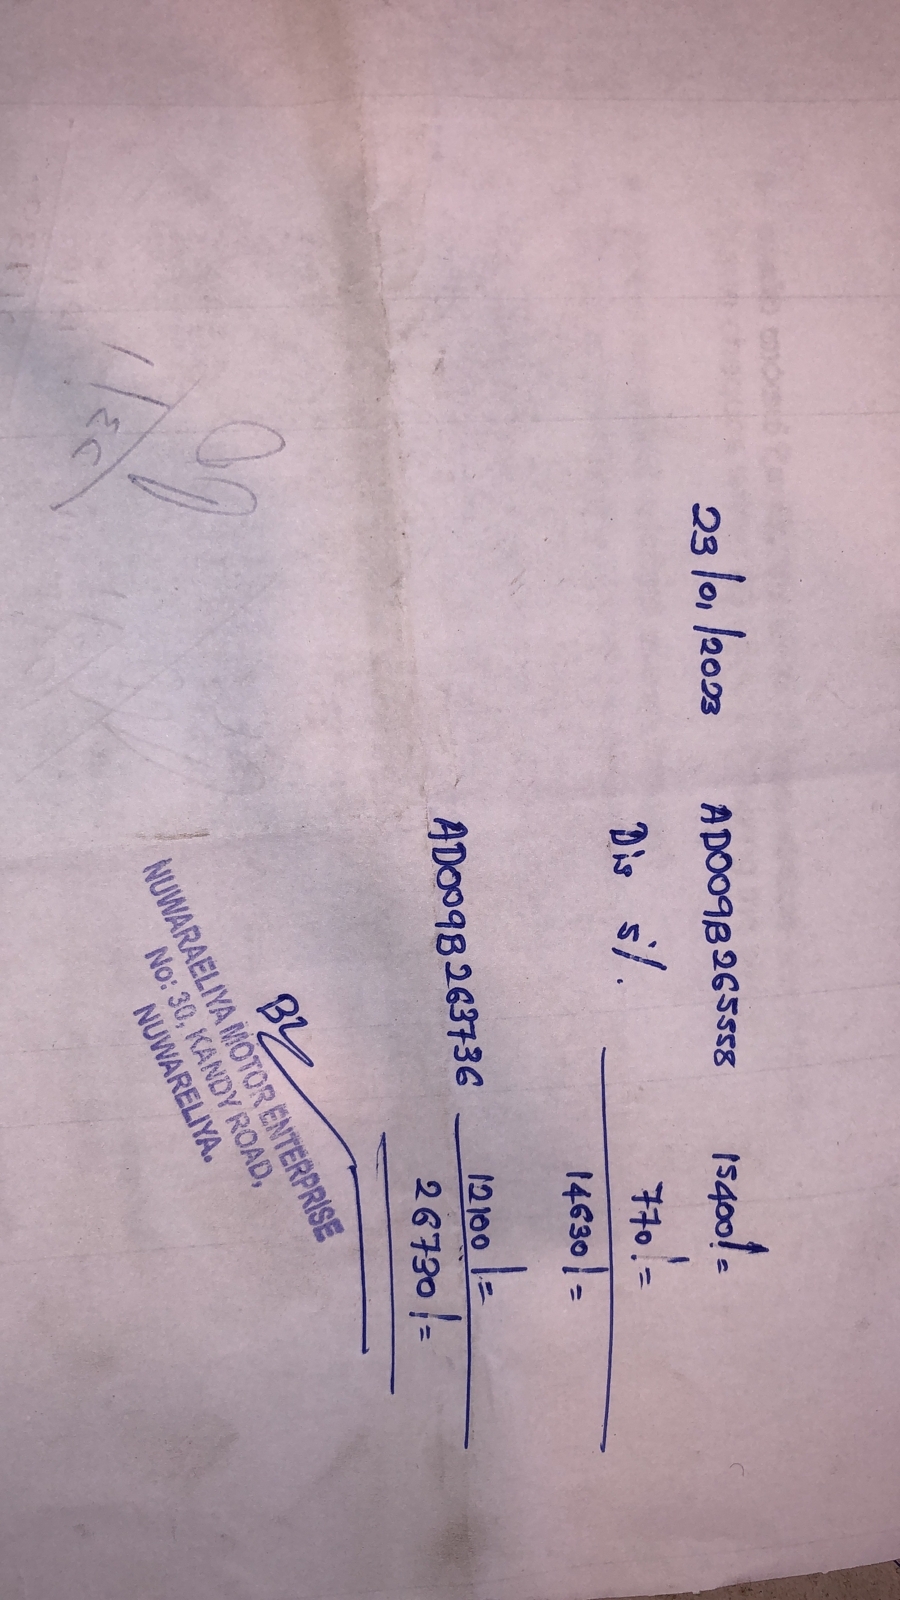 23/01/2023 AD009B265558 15400/=
Dis 5%. 770/=
14630/=
AD009B263736 12100/=
26730/=
NUWARAELIYA MOTOR ENTERPRISE
No: 30, KANDY ROAD,
NUWARELIYA.